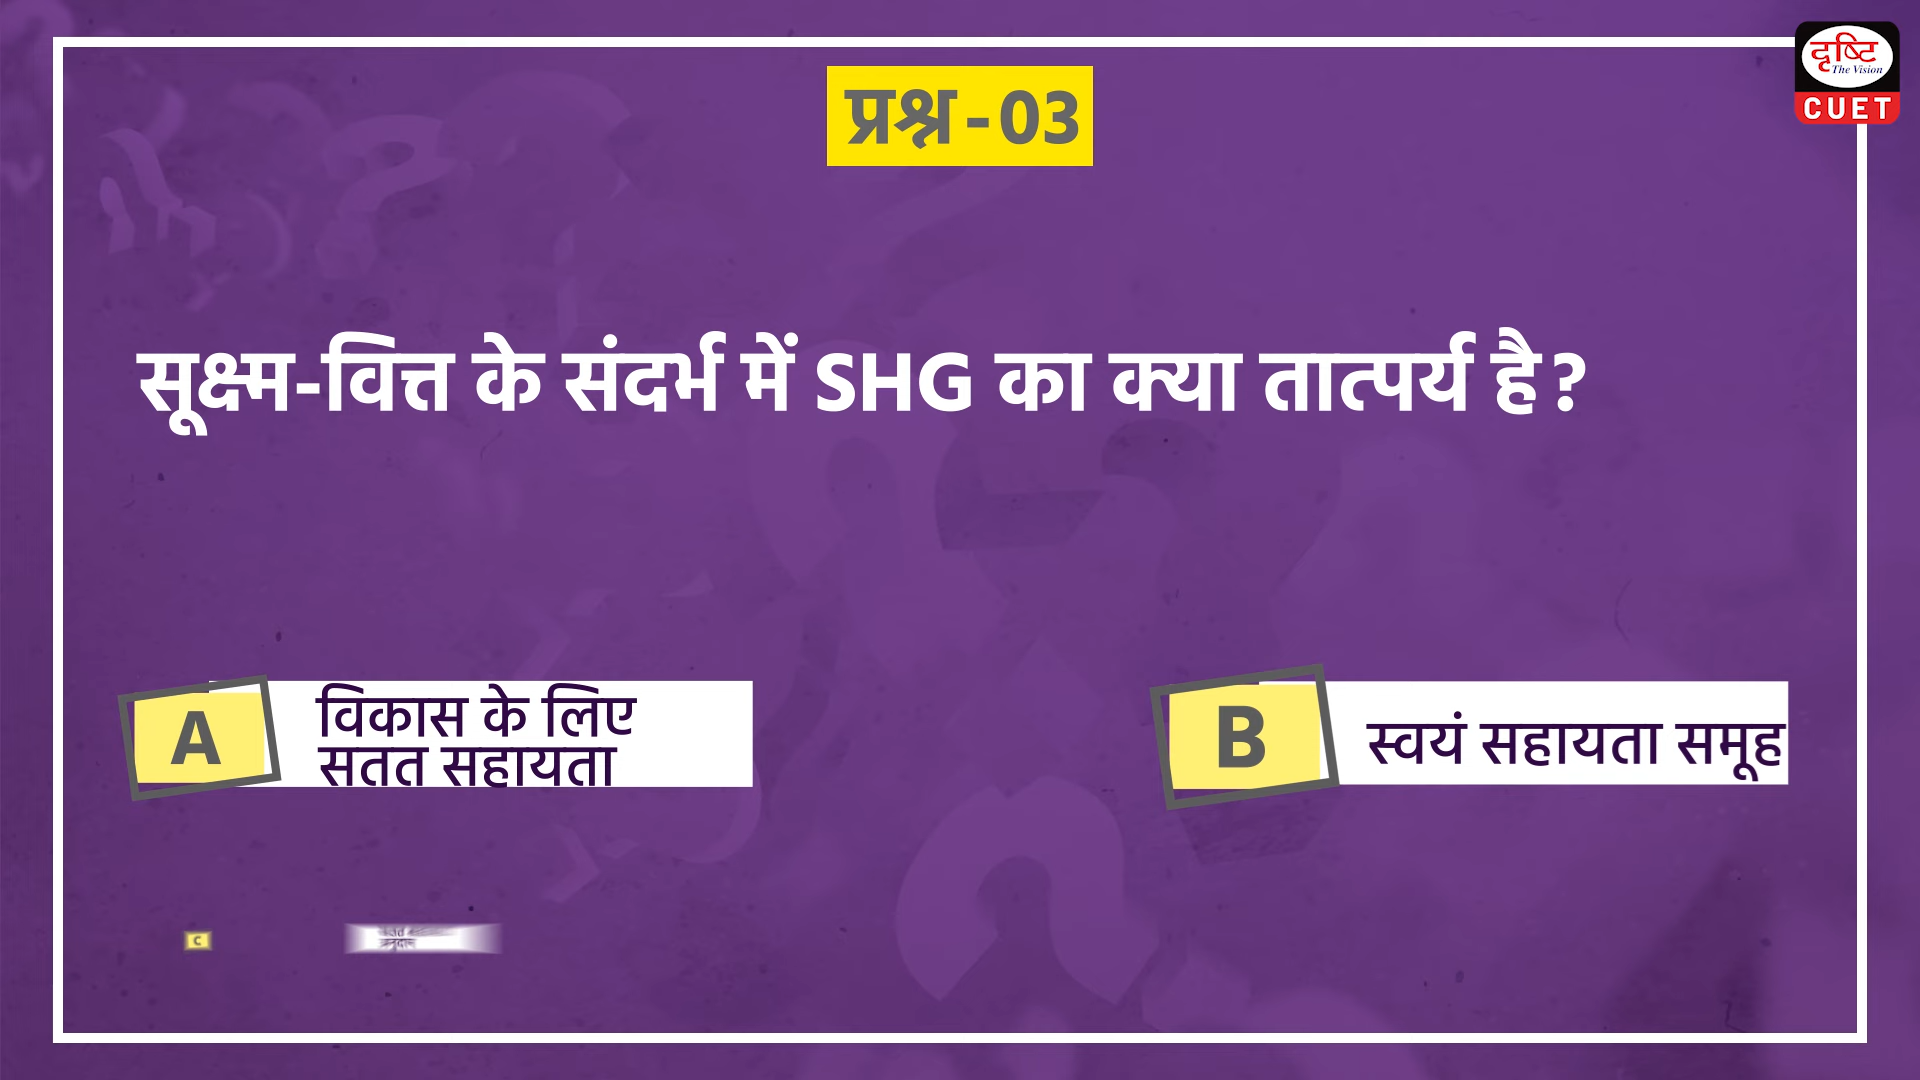 दृष्टि
The Vision
CUET
प्रश्न-03
सूक्ष्म-वित्त के संदर्भ में SHG का क्या तात्पर्य है?
A
विकास के लिए
सतत सहायता
B
स्वयं सहायता समूह
C